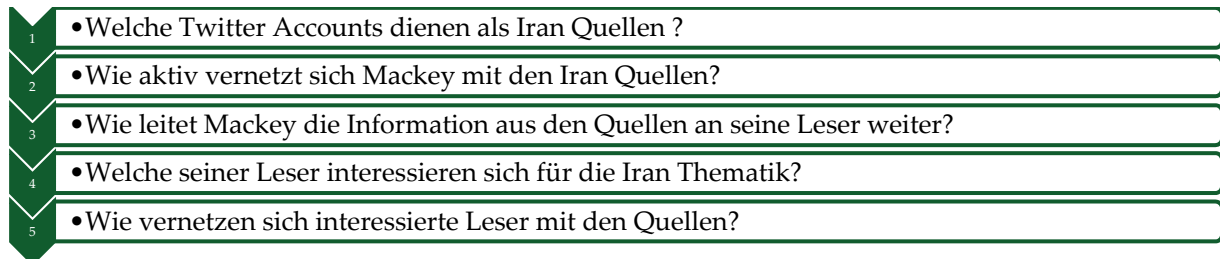 1 •Welche Twitter Accounts dienen als Iran Quellen ?
2 •Wie aktiv vernetzt sich Mackey mit den Iran Quellen?
3 •Wie leitet Mackey die Information aus den Quellen an seine Leser weiter?
4 •Welche seiner Leser interessieren sich für die Iran Thematik?
5 •Wie vernetzen sich interessierte Leser mit den Quellen?